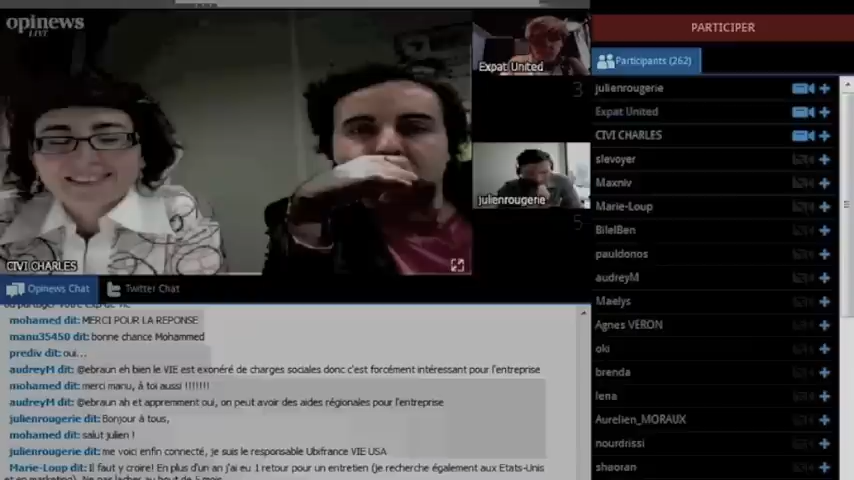 opinews
LIVE
Expat United
3
julienrougerie
5
CIVI CHARLES
PARTICIPER
Participants (262)
julienrougerie
Expat United
CIVI CHARLES
slevoyer
Maxniv
Marie-Loup
BilelBen
pauldonos
audreyM
Maelys
Agnes VERON
oki
brenda
lena
Aurelien_MORAUX
nourdrissi
shaoran
Opinews Chat
Twitter Chat
mohamed dit: MERCI POUR LA REPONSE
manu35450 dit: bonne chance Mohammed
prediv dit: oui...
audreyM dit: @ebraun eh bien le VIE est exonéré de charges sociales donc c'est forcément intéressant pour l'entreprise
mohamed dit: merci manu, à toi aussi !!!!!!!
audreyM dit: @ebraun ah et appremment oui, on peut avoir des aides régionales pour l'entreprise
julienrougerie dit: Bonjour à tous,
mohamed dit: salut julien !
julienrougerie dit: me voici enfin connecté, je suis le responsable Ubifrance VIE USA
Marie-Loup dit: Il faut y croire! En plus d'un an j'ai eu 1 retour pour un entretien (je recherche également aux Etats-Unis